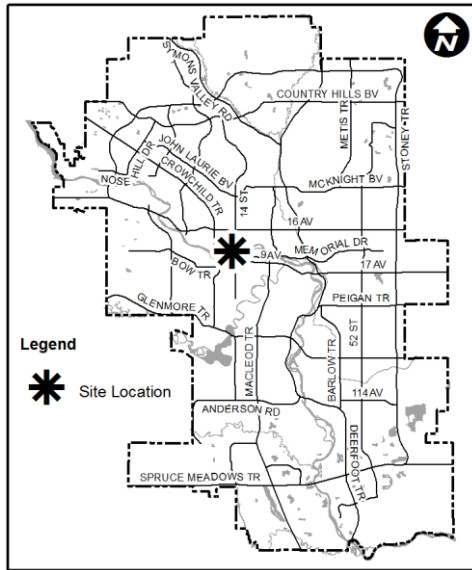 N
SYMONS VALLEY RD
COUNTRY HILLS BV
METIS TR
STONEY TR
JOHN LAURIE BV
CROWCHILD TR
NOSE HILL DR
14 ST
MCKNIGHT BV
16 AV
MEMORIAL DR
9 AV
17 AV
BOW TR
PEIGAN TR
GLENMORE TR
52 ST
Legend
MACLEOD TR
BARLOW TR
Site Location
114 AV
ANDERSON RD
DEERFOOT TR
SPRUCE MEADOWS TR